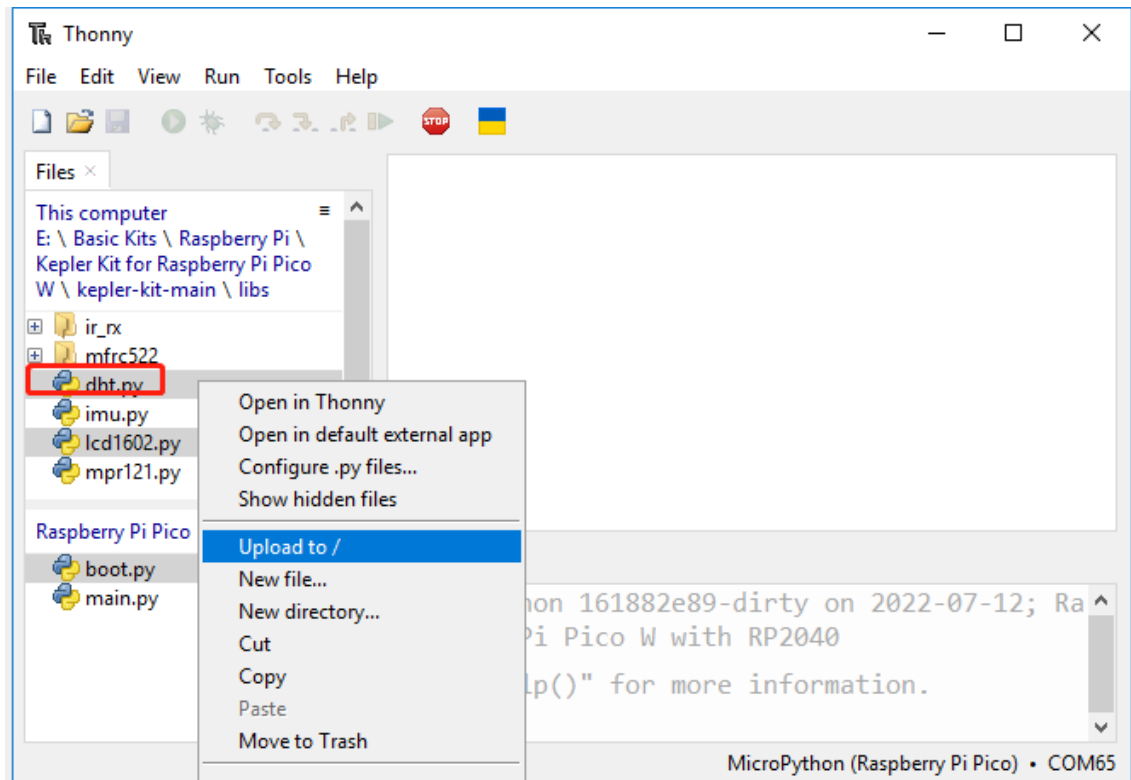 Thonny
File Edit View Run Tools Help
STOP
Files
This computer
E: \ Basic Kits \ Raspberry Pi \
Kepler Kit for Raspberry Pi Pico
W \ kepler-kit-main \ libs
ir_rx
mfrc522
dht.py
imu.py
lcd1602.py
mpr121.py
Open in Thonny
Open in default external app
Configure .py files...
Show hidden files
Upload to /
New file...
New directory...
Cut
Copy
Paste
Move to Trash
Raspberry Pi Pico
boot.py
main.py
hon 161882e89-dirty on 2022-07-12; Ra
Pi Pico W with RP2040
lp()" for more information.
MicroPython (Raspberry Pi Pico) • COM65